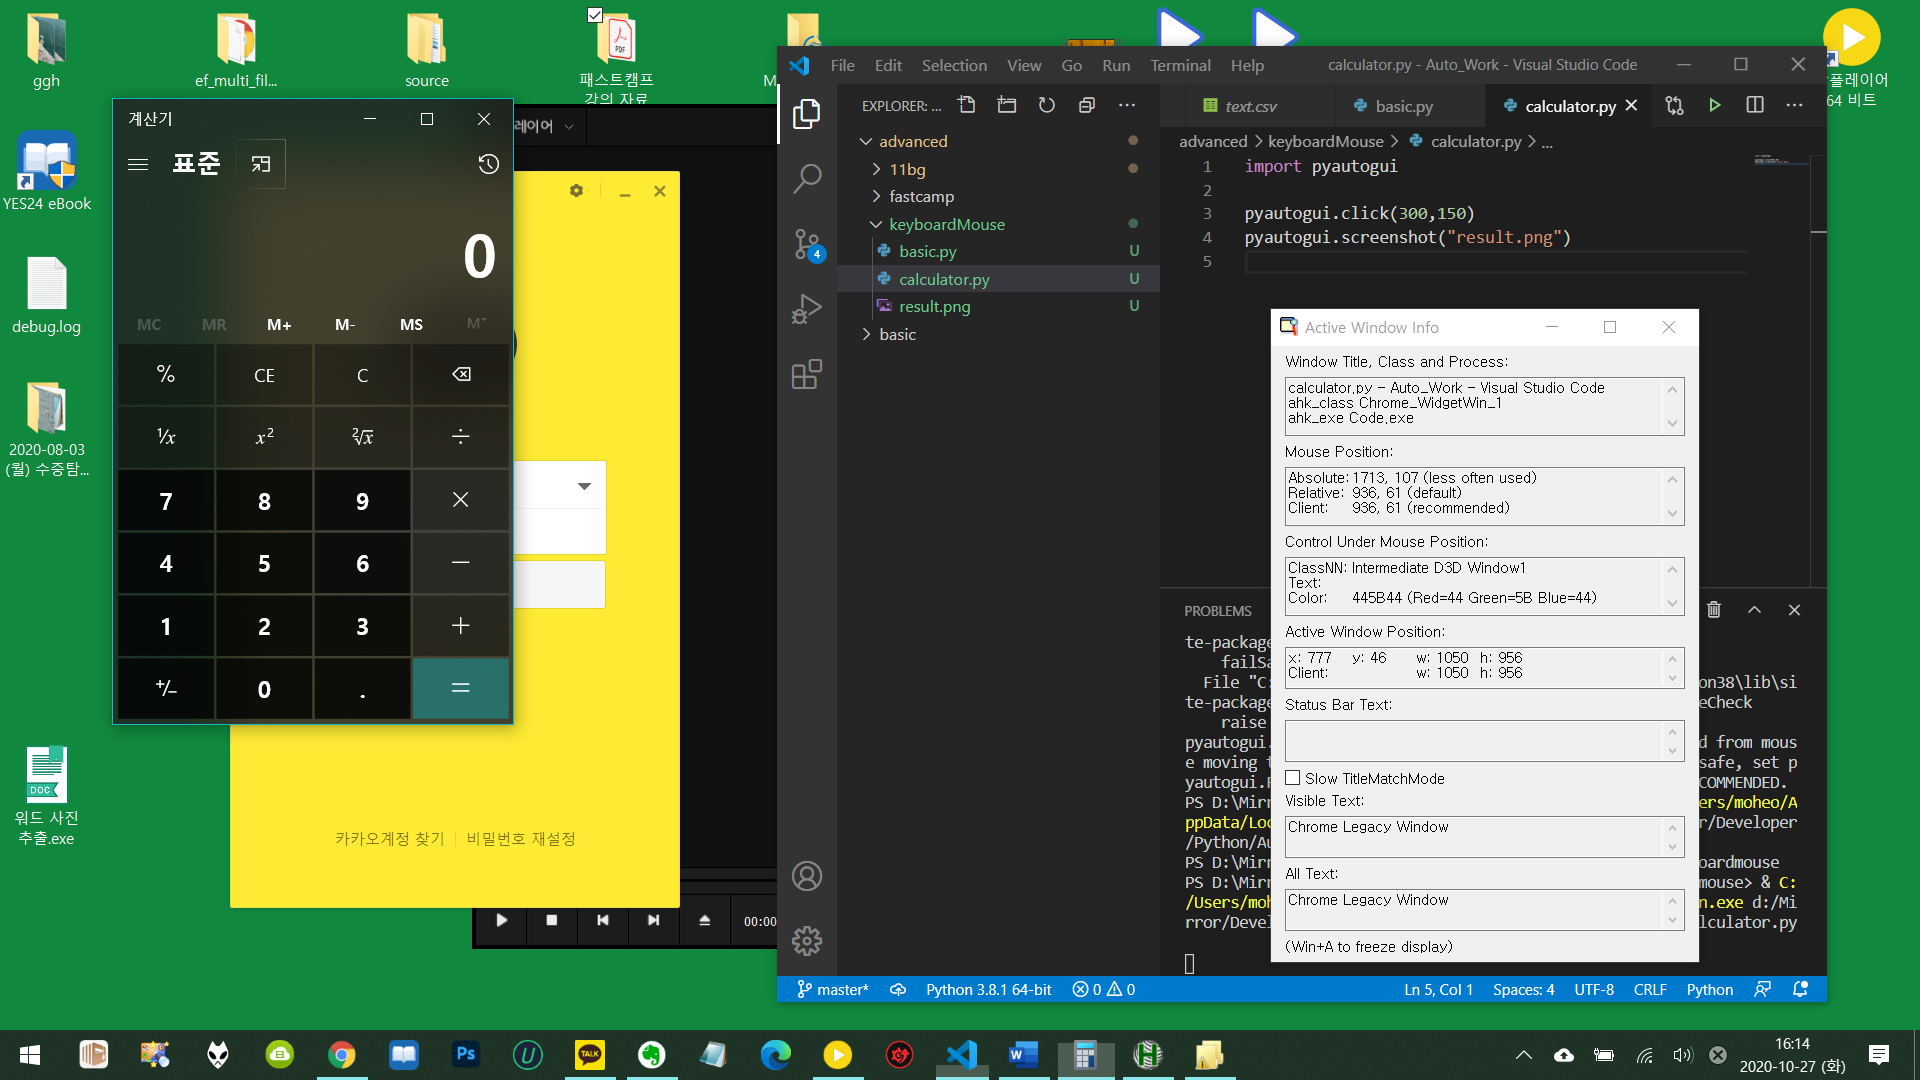 ggh
ef_multi_fil...
source
패스트캠프
강의 자료
플레이어
64 비트
YES24 eBook
debug.log
2020-08-03
(월) 수중탐...
DOC
워드 사진
추출.exe
계산기
표준
0
MC MR M+ M- MS M˅
% CE C
¹/x x² ²√x ÷
7 8 9 ×
4 5 6 −
1 2 3 +
+/− 0 . =
레이어
카카오계정 찾기 | 비밀번호 재설정
00:00
File Edit Selection View Go Run Terminal Help
calculator.py - Auto_Work - Visual Studio Code
EXPLORER: ...
advanced
11bg
fastcamp
keyboardMouse
basic.py U
calculator.py U
result.png U
basic
4
text.csv basic.py calculator.py
advanced > keyboardMouse > calculator.py > ...
1 import pyautogui
2
3 pyautogui.click(300,150)
4 pyautogui.screenshot("result.png")
5
PROBLEMS
te-package
failSa
File "C: on38\lib\si
te-package eCheck
raise
pyautogui. d from mous
e moving safe, set p
yautogui. COMMENDED.
PS D:\Mirr ers/moheo/A
ppData/Loc r/Developer
/Python/Au
PS D:\Mirr oardmouse
PS D:\Mirr mouse> & C:
/Users/moh n.exe d:/Mi
rror/Devel lculator.py
Active Window Info
Window Title, Class and Process:
calculator.py - Auto_Work - Visual Studio Code
ahk_class Chrome_WidgetWin_1
ahk_exe Code.exe
Mouse Position:
Absolute: 1713, 107 (less often used)
Relative: 936, 61 (default)
Client: 936, 61 (recommended)
Control Under Mouse Position:
ClassNN: Intermediate D3D Window1
Text:
Color: 445B44 (Red=44 Green=5B Blue=44)
Active Window Position:
x: 777 y: 46 w: 1050 h: 956
Client: w: 1050 h: 956
Status Bar Text:
Slow TitleMatchMode
Visible Text:
Chrome Legacy Window
All Text:
Chrome Legacy Window
(Win+A to freeze display)
master* Python 3.8.1 64-bit 0 0 Ln 5, Col 1 Spaces: 4 UTF-8 CRLF Python
Ps
TALK
16:14
2020-10-27 (화)